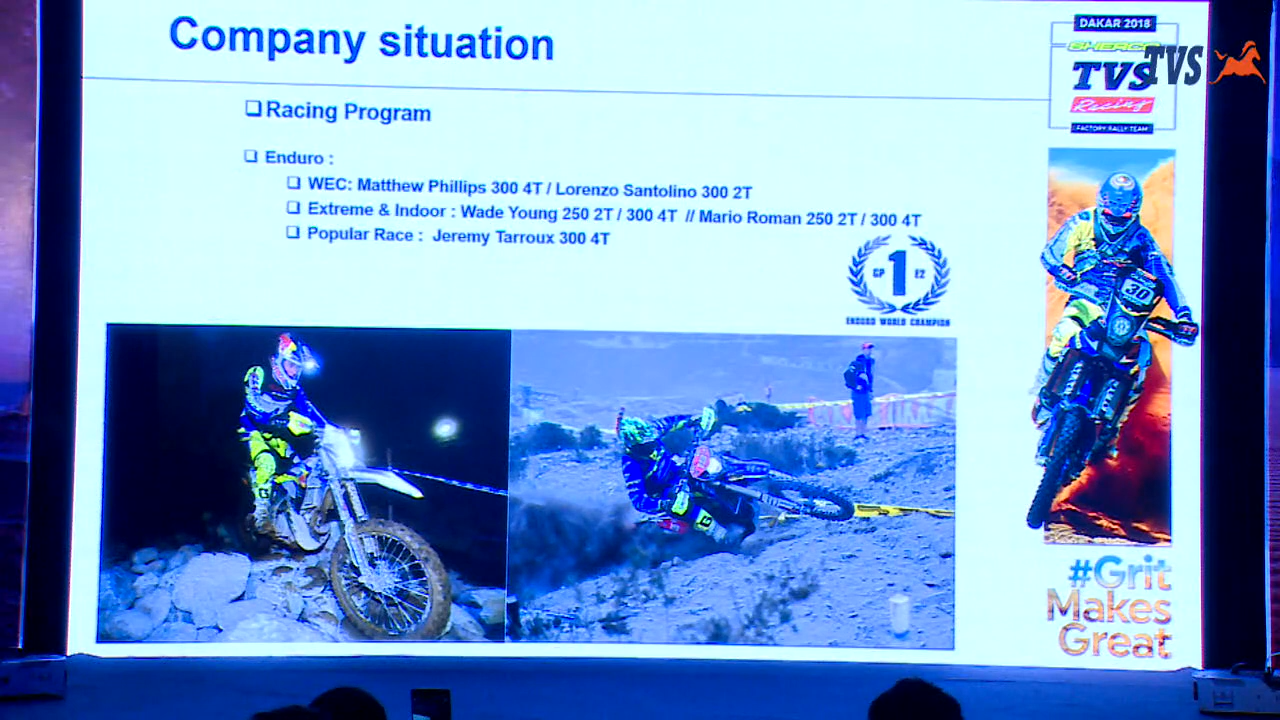 Company situation
❑ Racing Program
❑ Enduro :
❑ WEC: Matthew Phillips 300 4T / Lorenzo Santolino 300 2T
❑ Extreme & Indoor : Wade Young 250 2T / 300 4T // Mario Roman 250 2T / 300 4T
❑ Popular Race : Jeremy Tarroux 300 4T
GP 1 E2
ENDURO WORLD CHAMPION
DAKAR 2018
SHERCO
TVS
Racing
FACTORY RALLY TEAM
TVS
30
#Grit
Makes
Great